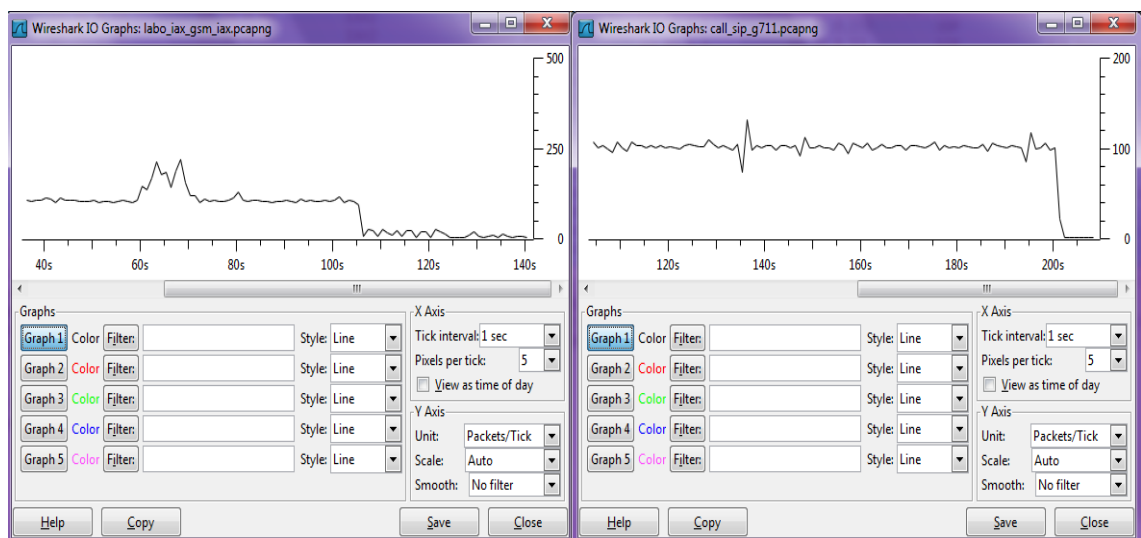 Wireshark IO Graphs: labo_iax_gsm_iax.pcapng
500
250
0
40s 60s 80s 100s 120s 140s
Graphs
Graph 1 Color Filter: Style: Line
Graph 2 Color Filter: Style: Line
Graph 3 Color Filter: Style: Line
Graph 4 Color Filter: Style: Line
Graph 5 Color Filter: Style: Line
X Axis
Tick interval: 1 sec
Pixels per tick: 5
View as time of day
Y Axis
Unit: Packets/Tick
Scale: Auto
Smooth: No filter
Help Copy Save Close
Wireshark IO Graphs: call_sip_g711.pcapng
200
100
0
120s 140s 160s 180s 200s
Graphs
Graph 1 Color Filter: Style: Line
Graph 2 Color Filter: Style: Line
Graph 3 Color Filter: Style: Line
Graph 4 Color Filter: Style: Line
Graph 5 Color Filter: Style: Line
X Axis
Tick interval: 1 sec
Pixels per tick: 5
View as time of day
Y Axis
Unit: Packets/Tick
Scale: Auto
Smooth: No filter
Help Copy Save Close